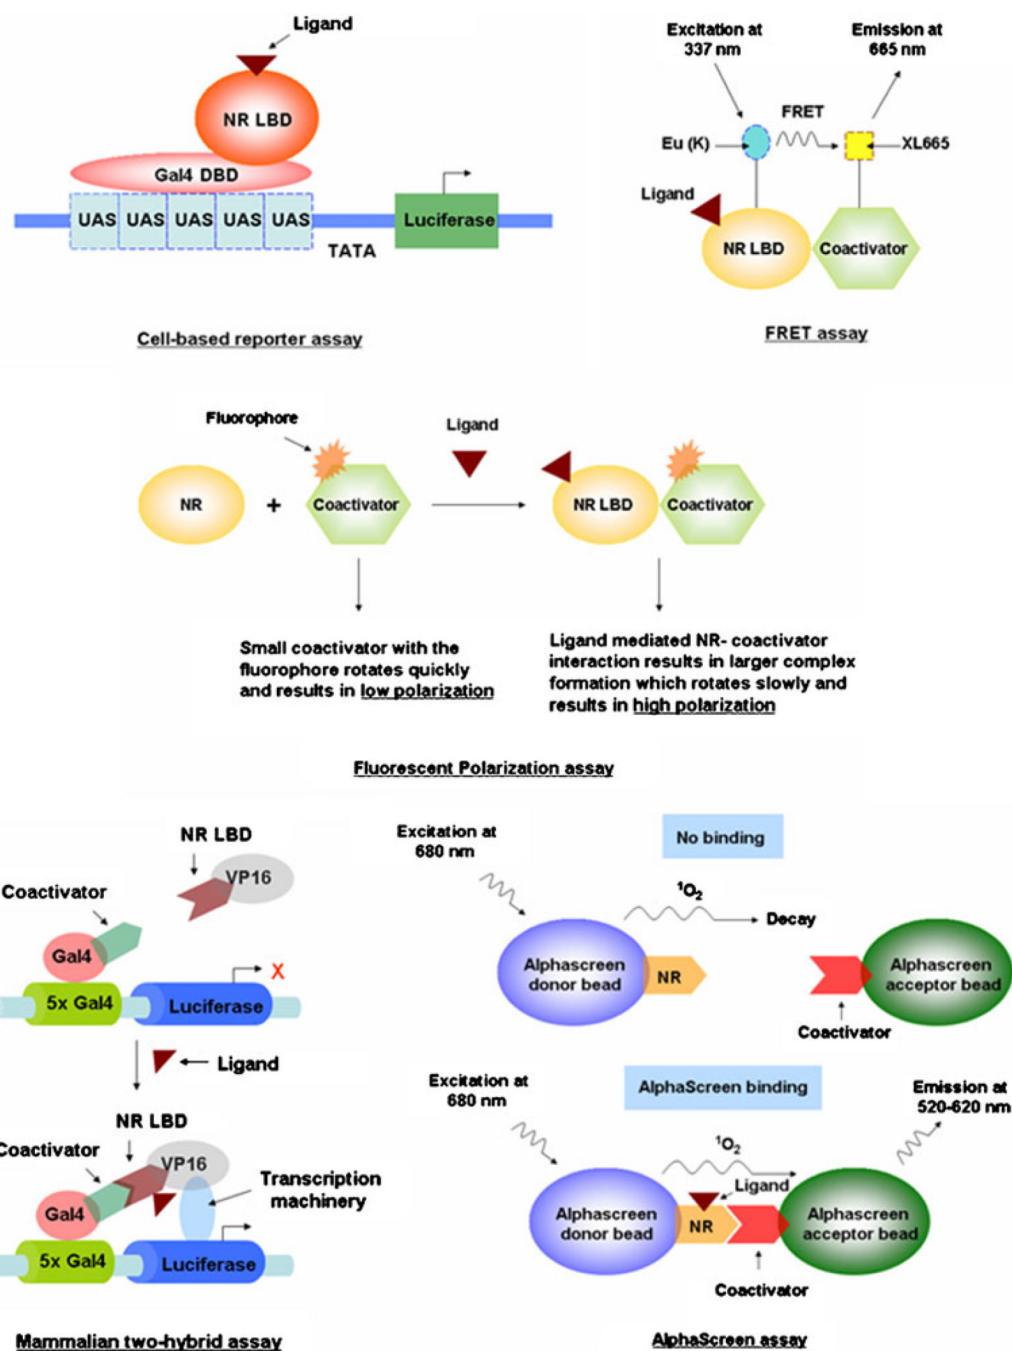 Ligand
NR LBD
Gal4 DBD
UAS UAS UAS UAS UAS
TATA
Luciferase
Cell-based reporter assay
Excitation at
337 nm
Emission at
665 nm
FRET
Eu (K)
XL665
Ligand
NR LBD
Coactivator
FRET assay
Fluorophore
Ligand
NR
+
Coactivator
NR LBD
Coactivator
Small coactivator with the
fluorophore rotates quickly
and results in low polarization
Ligand mediated NR- coactivator
interaction results in larger complex
formation which rotates slowly and
results in high polarization
Fluorescent Polarization assay
NR LBD
VP16
Coactivator
Gal4
X
5x Gal4
Luciferase
Ligand
NR LBD
Coactivator
VP16
Transcription
machinery
Gal4
5x Gal4
Luciferase
Mammalian two-hybrid assay
Excitation at
680 nm
No binding
¹O₂
Decay
Alphascreen
donor bead
NR
Alphascreen
acceptor bead
Coactivator
Excitation at
680 nm
AlphaScreen binding
Emission at
520-620 nm
¹O₂
Ligand
Alphascreen
donor bead
NR
Alphascreen
acceptor bead
Coactivator
AlphaScreen assay